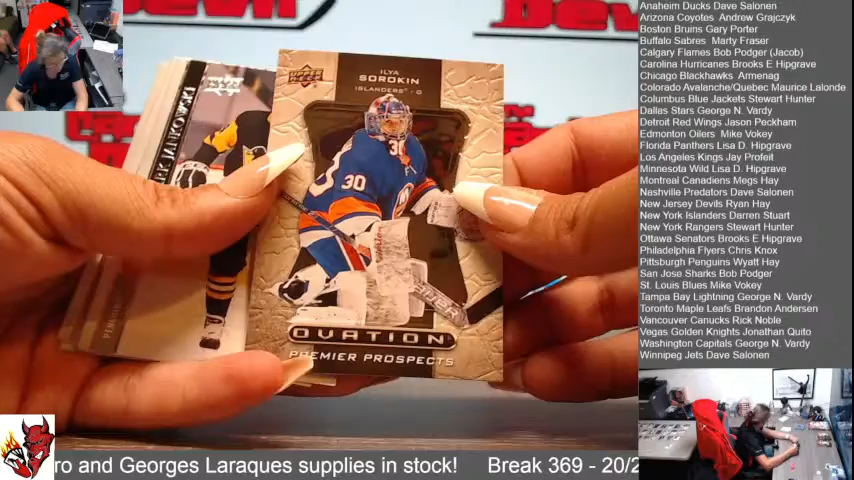 Devil
UPPER DECK
ILYA
SOROKIN
ISLANDERS • G
30
30
OVATION
PREMIER PROSPECTS
RK JANKOWSKI
Anaheim Ducks Dave Salonen
Arizona Coyotes Andrew Grajczyk
Boston Bruins Gary Porter
Buffalo Sabres Marty Fraser
Calgary Flames Bob Podger (Jacob)
Carolina Hurricanes Brooks E Hipgrave
Chicago Blackhawks Armenag
Colorado Avalanche/Quebec Maurice Lalonde
Columbus Blue Jackets Stewart Hunter
Dallas Stars George N. Vardy
Detroit Red Wings Jason Peckham
Edmonton Oilers Mike Vokey
Florida Panthers Lisa D. Hipgrave
Los Angeles Kings Jay Profeit
Minnesota Wild Lisa D. Hipgrave
Montreal Canadiens Megs Hay
Nashville Predators Dave Salonen
New Jersey Devils Ryan Hay
New York Islanders Darren Stuart
New York Rangers Stewart Hunter
Ottawa Senators Brooks E Hipgrave
Philadelphia Flyers Chris Knox
Pittsburgh Penguins Wyatt Hay
San Jose Sharks Bob Podger
St. Louis Blues Mike Vokey
Tampa Bay Lightning George N. Vardy
Toronto Maple Leafs Brandon Andersen
Vancouver Canucks Rick Noble
Vegas Golden Knights Jonathan Quito
Washington Capitals George N. Vardy
Winnipeg Jets Dave Salonen
ro and Georges Laraques supplies in stock! Break 369 - 20/2